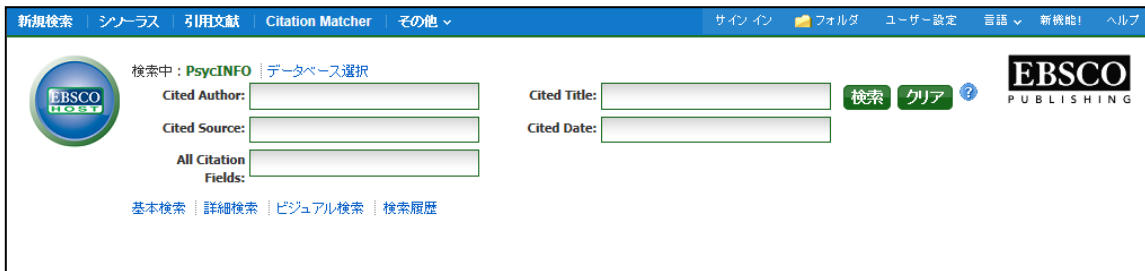 新規検索 シソーラス 引用文献 Citation Matcher その他 サイン イン フォルダ ユーザー設定 言語 新機能! ヘルプ
検索中 : PsycINFO データベース選択
Cited Author: Cited Title: 検索 クリア ?
Cited Source: Cited Date:
All Citation
Fields:
基本検索 詳細検索 ビジュアル検索 検索履歴
EBSCO
HOST
EBSCO
PUBLISHING